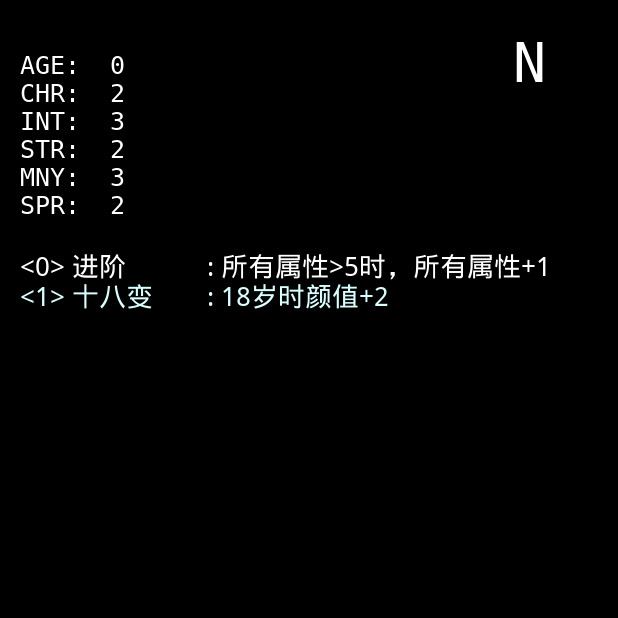 N
AGE: 0
CHR: 2
INT: 3
STR: 2
MNY: 3
SPR: 2
<0> 进阶 : 所有属性>5时，所有属性+1
<1> 十八变 : 18岁时颜值+2